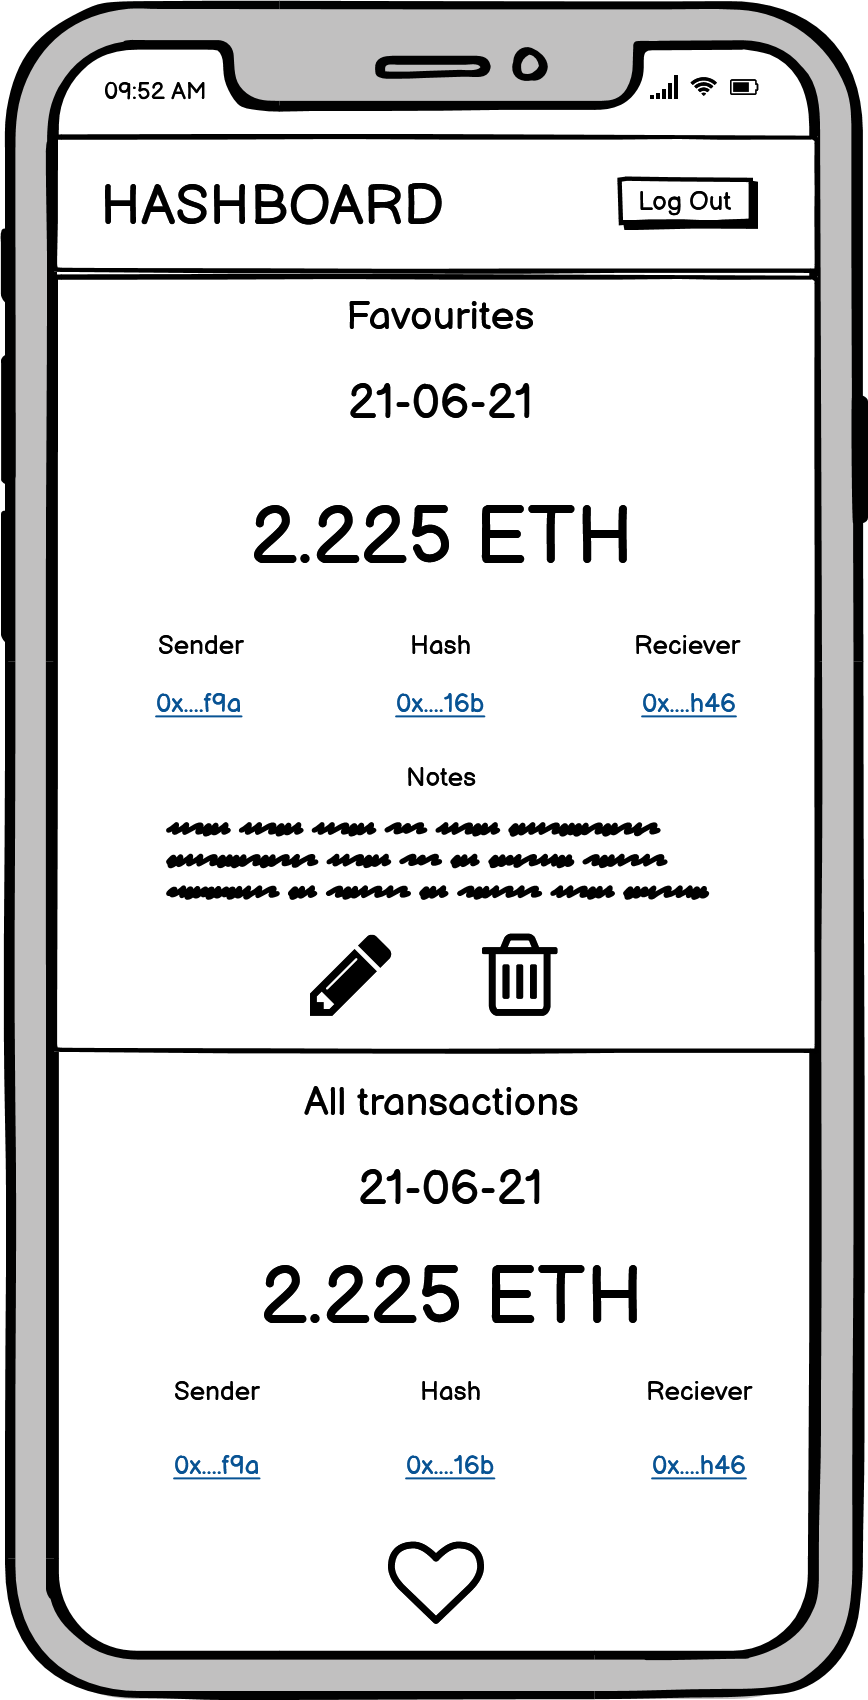 09:52 AM
HASHBOARD
Log Out
Favourites
21-06-21
2.225 ETH
Sender Hash Reciever
0x....f9a 0x....16b 0x....h46
Notes
All transactions
21-06-21
2.225 ETH
Sender Hash Reciever
0x....f9a 0x....16b 0x....h46